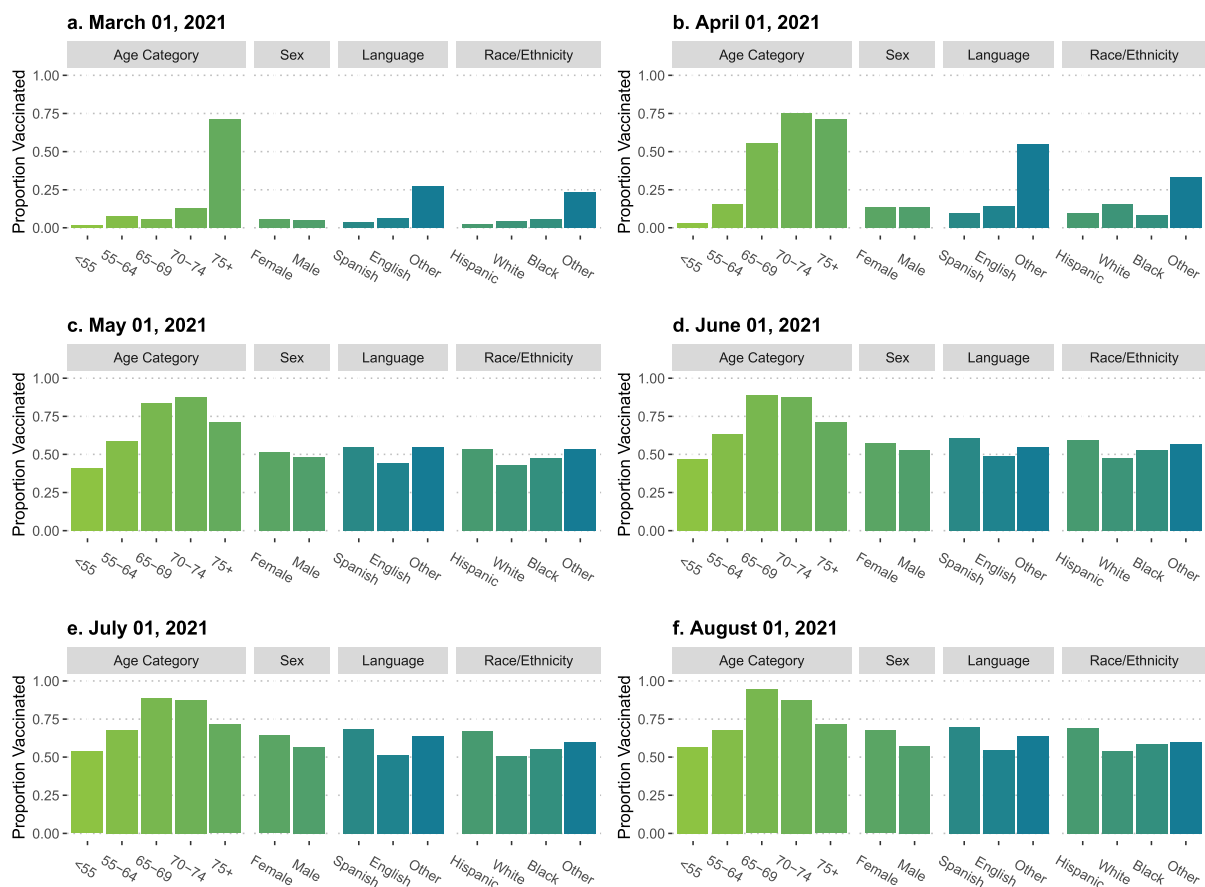 a. March 01, 2021
Age Category Sex Language Race/Ethnicity
Proportion Vaccinated
1.00
0.75
0.50
0.25
0.00
<55 55–64 65–69 70–74 75+ Female Male Spanish English Other Hispanic White Black Other
b. April 01, 2021
Age Category Sex Language Race/Ethnicity
Proportion Vaccinated
1.00
0.75
0.50
0.25
0.00
<55 55–64 65–69 70–74 75+ Female Male Spanish English Other Hispanic White Black Other
c. May 01, 2021
Age Category Sex Language Race/Ethnicity
Proportion Vaccinated
1.00
0.75
0.50
0.25
0.00
<55 55–64 65–69 70–74 75+ Female Male Spanish English Other Hispanic White Black Other
d. June 01, 2021
Age Category Sex Language Race/Ethnicity
Proportion Vaccinated
1.00
0.75
0.50
0.25
0.00
<55 55–64 65–69 70–74 75+ Female Male Spanish English Other Hispanic White Black Other
e. July 01, 2021
Age Category Sex Language Race/Ethnicity
Proportion Vaccinated
1.00
0.75
0.50
0.25
0.00
<55 55–64 65–69 70–74 75+ Female Male Spanish English Other Hispanic White Black Other
f. August 01, 2021
Age Category Sex Language Race/Ethnicity
Proportion Vaccinated
1.00
0.75
0.50
0.25
0.00
<55 55–64 65–69 70–74 75+ Female Male Spanish English Other Hispanic White Black Other